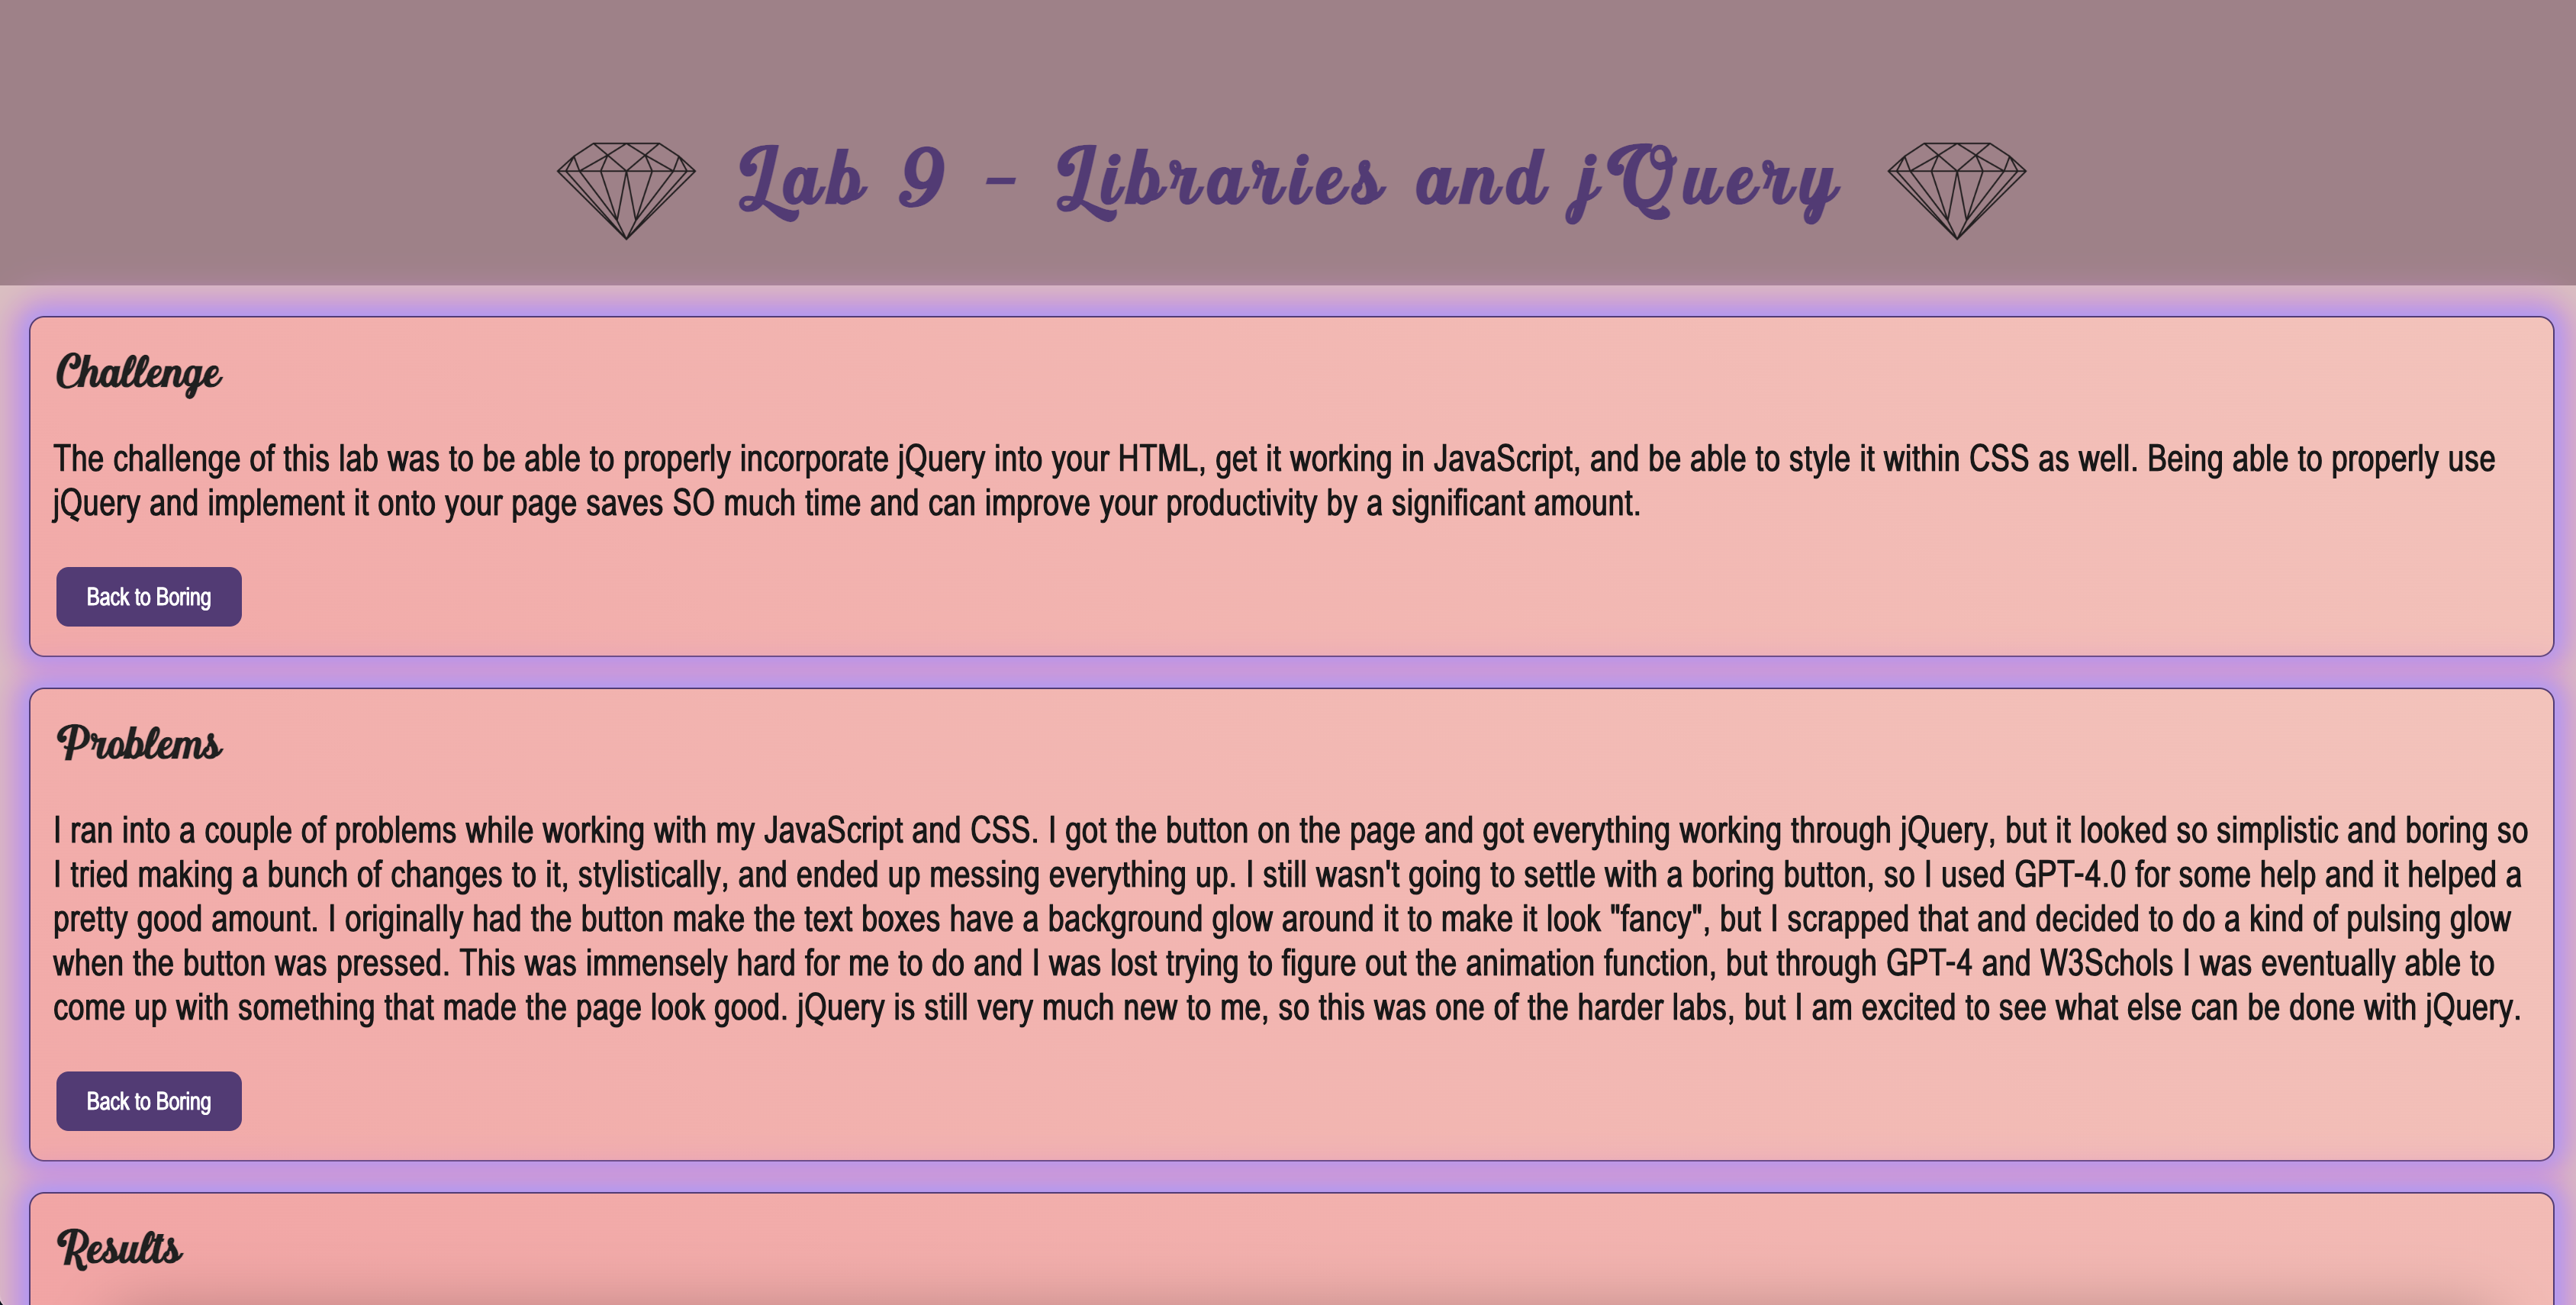 Lab 9 - Libraries and jQuery
Challenge
The challenge of this lab was to be able to properly incorporate jQuery into your HTML, get it working in JavaScript, and be able to style it within CSS as well. Being able to properly use
jQuery and implement it onto your page saves SO much time and can improve your productivity by a significant amount.
Back to Boring
Problems
I ran into a couple of problems while working with my JavaScript and CSS. I got the button on the page and got everything working through jQuery, but it looked so simplistic and boring so
I tried making a bunch of changes to it, stylistically, and ended up messing everything up. I still wasn't going to settle with a boring button, so I used GPT-4.0 for some help and it helped a
pretty good amount. I originally had the button make the text boxes have a background glow around it to make it look "fancy", but I scrapped that and decided to do a kind of pulsing glow
when the button was pressed. This was immensely hard for me to do and I was lost trying to figure out the animation function, but through GPT-4 and W3Schols I was eventually able to
come up with something that made the page look good. jQuery is still very much new to me, so this was one of the harder labs, but I am excited to see what else can be done with jQuery.
Back to Boring
Results